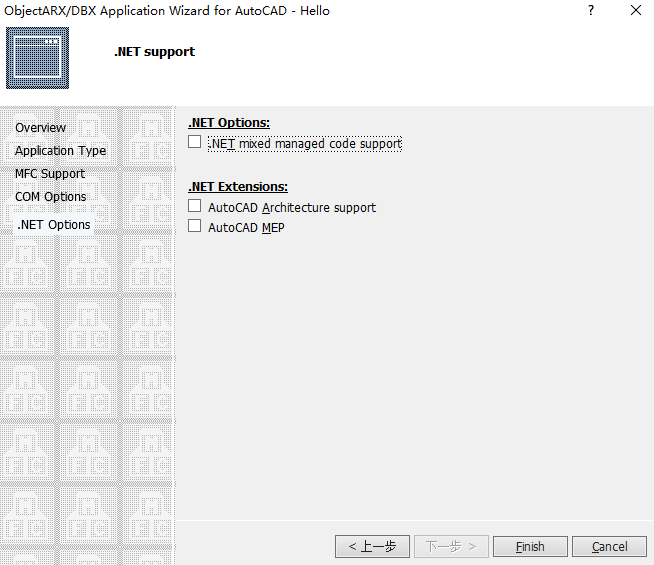 ObjectARX/DBX Application Wizard for AutoCAD - Hello
? ×
.NET support
Overview
Application Type
MFC Support
COM Options
.NET Options
.NET Options:
.NET mixed managed code support
.NET Extensions:
AutoCAD Architecture support
AutoCAD MEP
< 上一步
下一步 >
Finish
Cancel